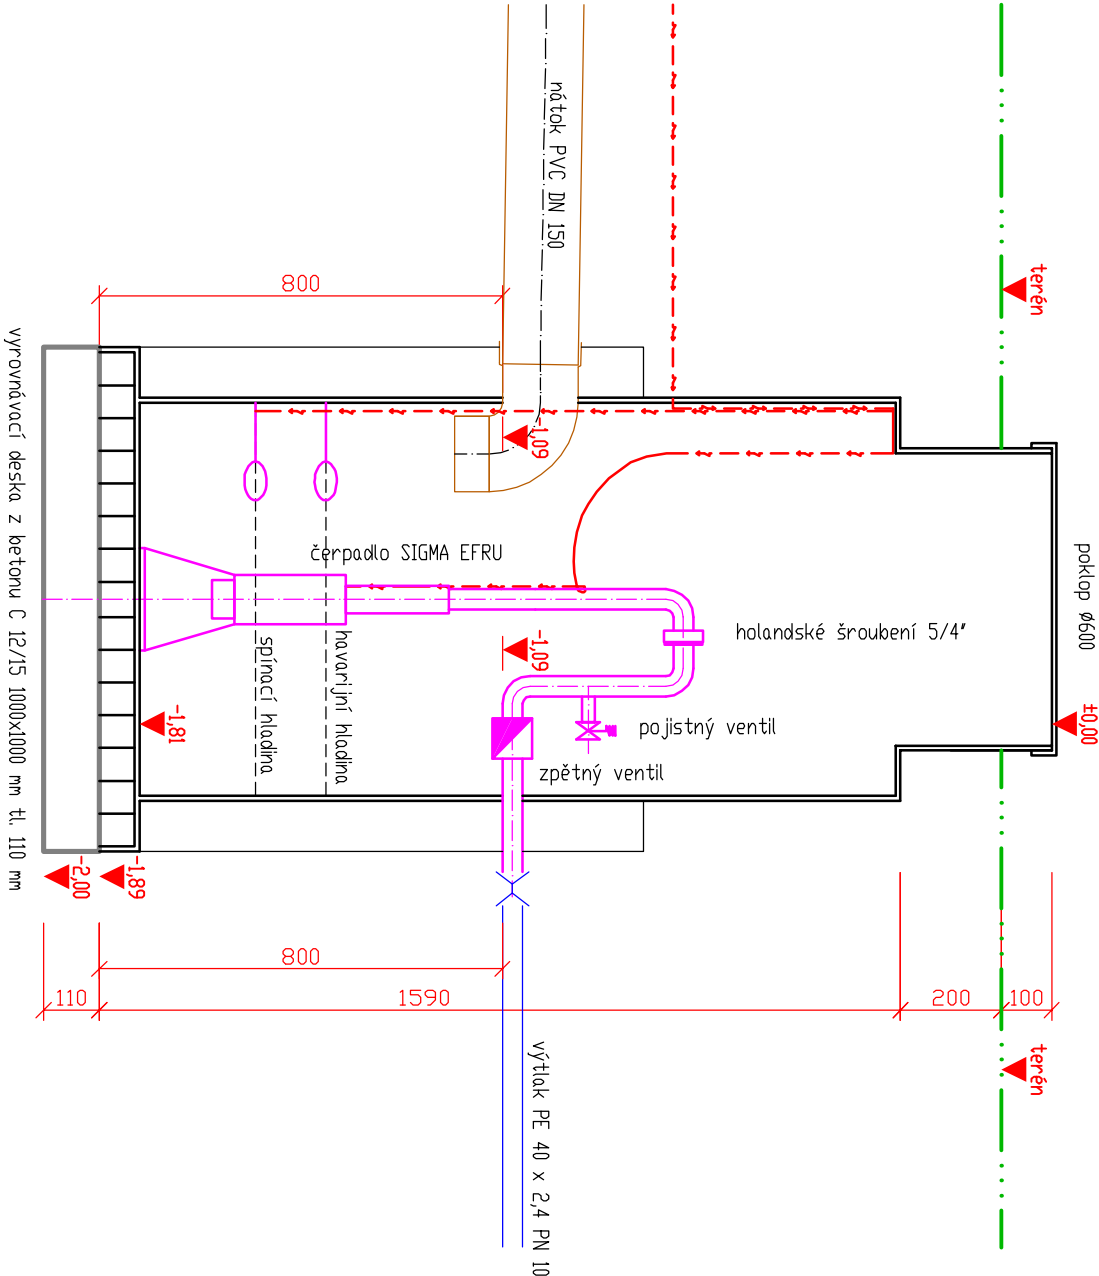 terén
nátok PVC DN 150
800
-1,09
poklop Ø600
čerpadlo SIGMA EFRU
holandské šroubení 5/4"
-1,09
±0,00
-1,81
spínací hladina
havarijní hladina
pojistný ventil
zpětný ventil
vyrovnávací deska z betonu C 12/15 1000x1000 mm tl. 110 mm
-2,00
-1,89
800
110
1590
200
100
terén
výtlak PE 40 x 2,4 PN 10